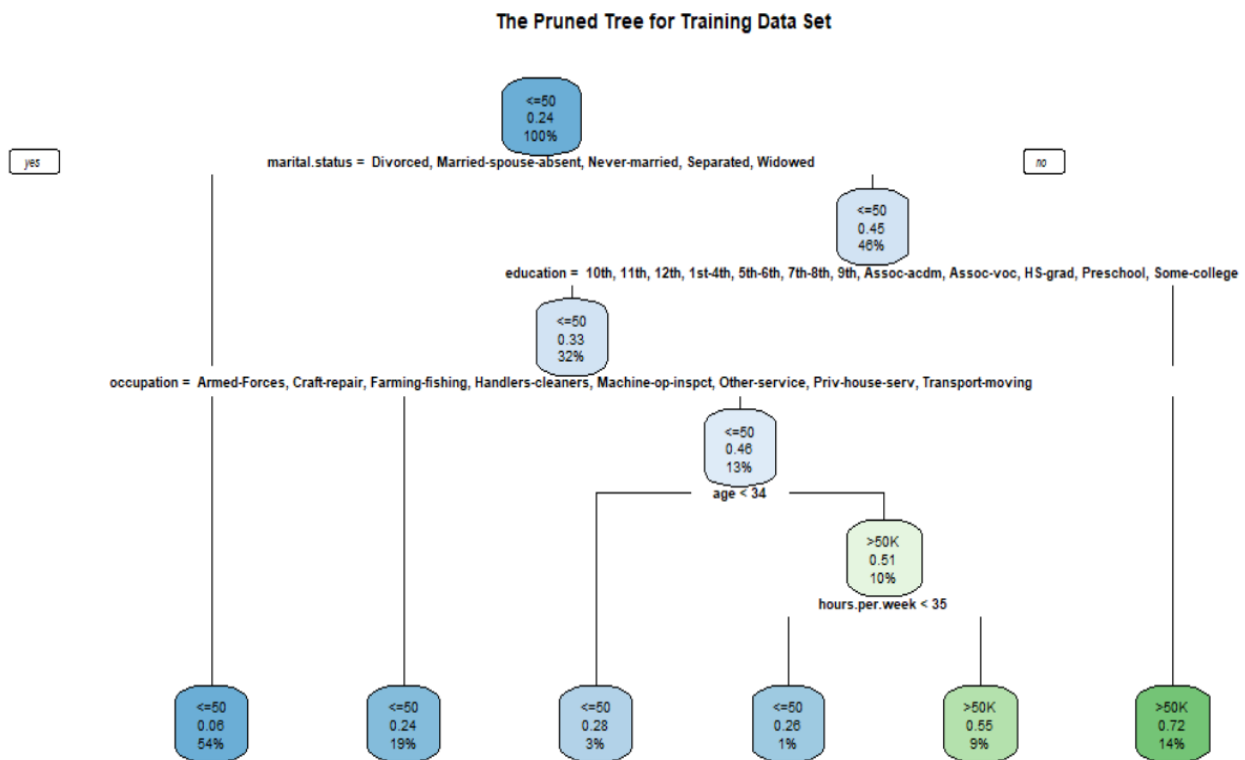 The Pruned Tree for Training Data Set
<=50
0.24
100%
yes
marital.status = Divorced, Married-spouse-absent, Never-married, Separated, Widowed
no
<=50
0.45
46%
education = 10th, 11th, 12th, 1st-4th, 5th-6th, 7th-8th, 9th, Assoc-acdm, Assoc-voc, HS-grad, Preschool, Some-college
<=50
0.33
32%
occupation = Armed-Forces, Craft-repair, Farming-fishing, Handlers-cleaners, Machine-op-inspct, Other-service, Priv-house-serv, Transport-moving
<=50
0.46
13%
age < 34
>50K
0.51
10%
hours.per.week < 35
<=50
0.06
54%
<=50
0.24
19%
<=50
0.28
3%
<=50
0.26
1%
>50K
0.55
9%
>50K
0.72
14%